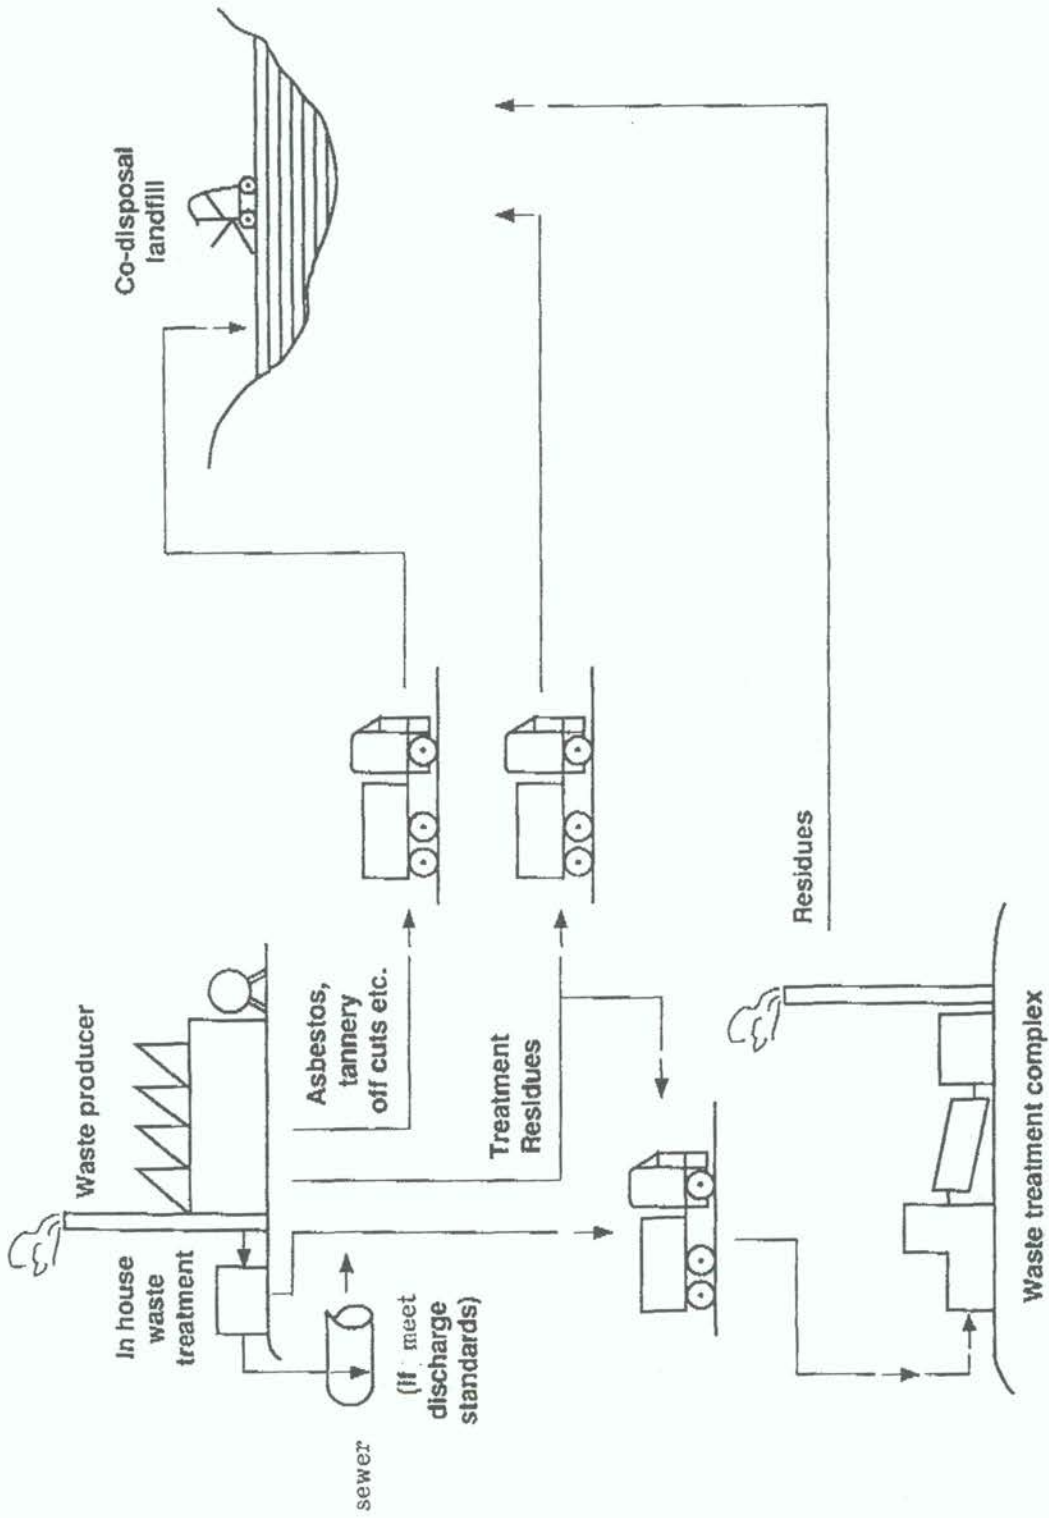 Waste producer
In house
waste
treatment
sewer
(if meet
discharge
standards)
Asbestos,
tannery
off cuts etc.
Treatment
Residues
Co-disposal
landfill
Residues
Waste treatment complex